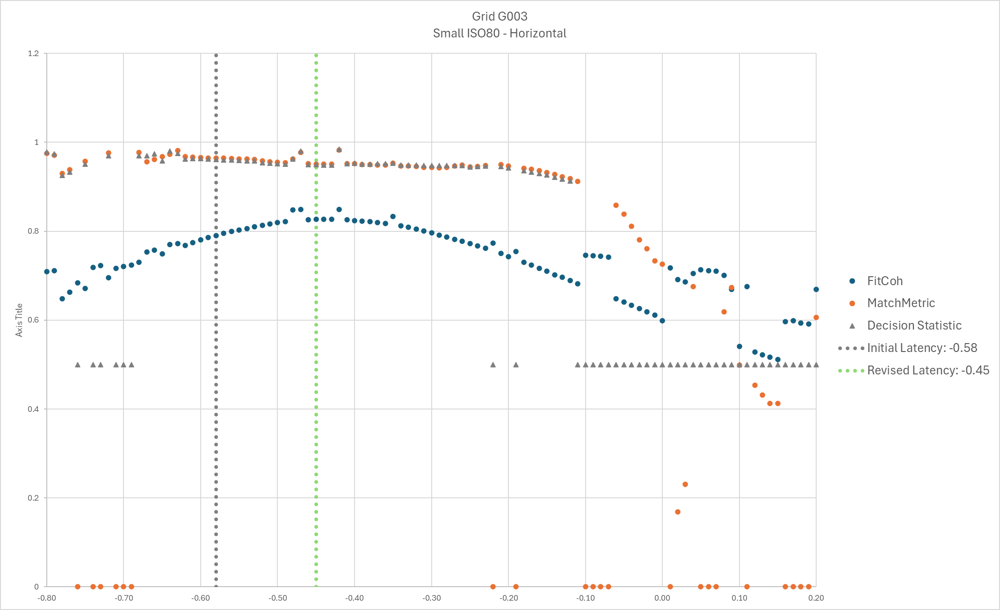 Grid G003
Small ISO80 - Horizontal
1.2
1
0.8
0.6
0.4
0.2
0
Axis Title
-0.80 -0.70 -0.60 -0.50 -0.40 -0.30 -0.20 -0.10 0.00 0.10 0.20
FitCoh
MatchMetric
Decision Statistic
Initial Latency: -0.58
Revised Latency: -0.45